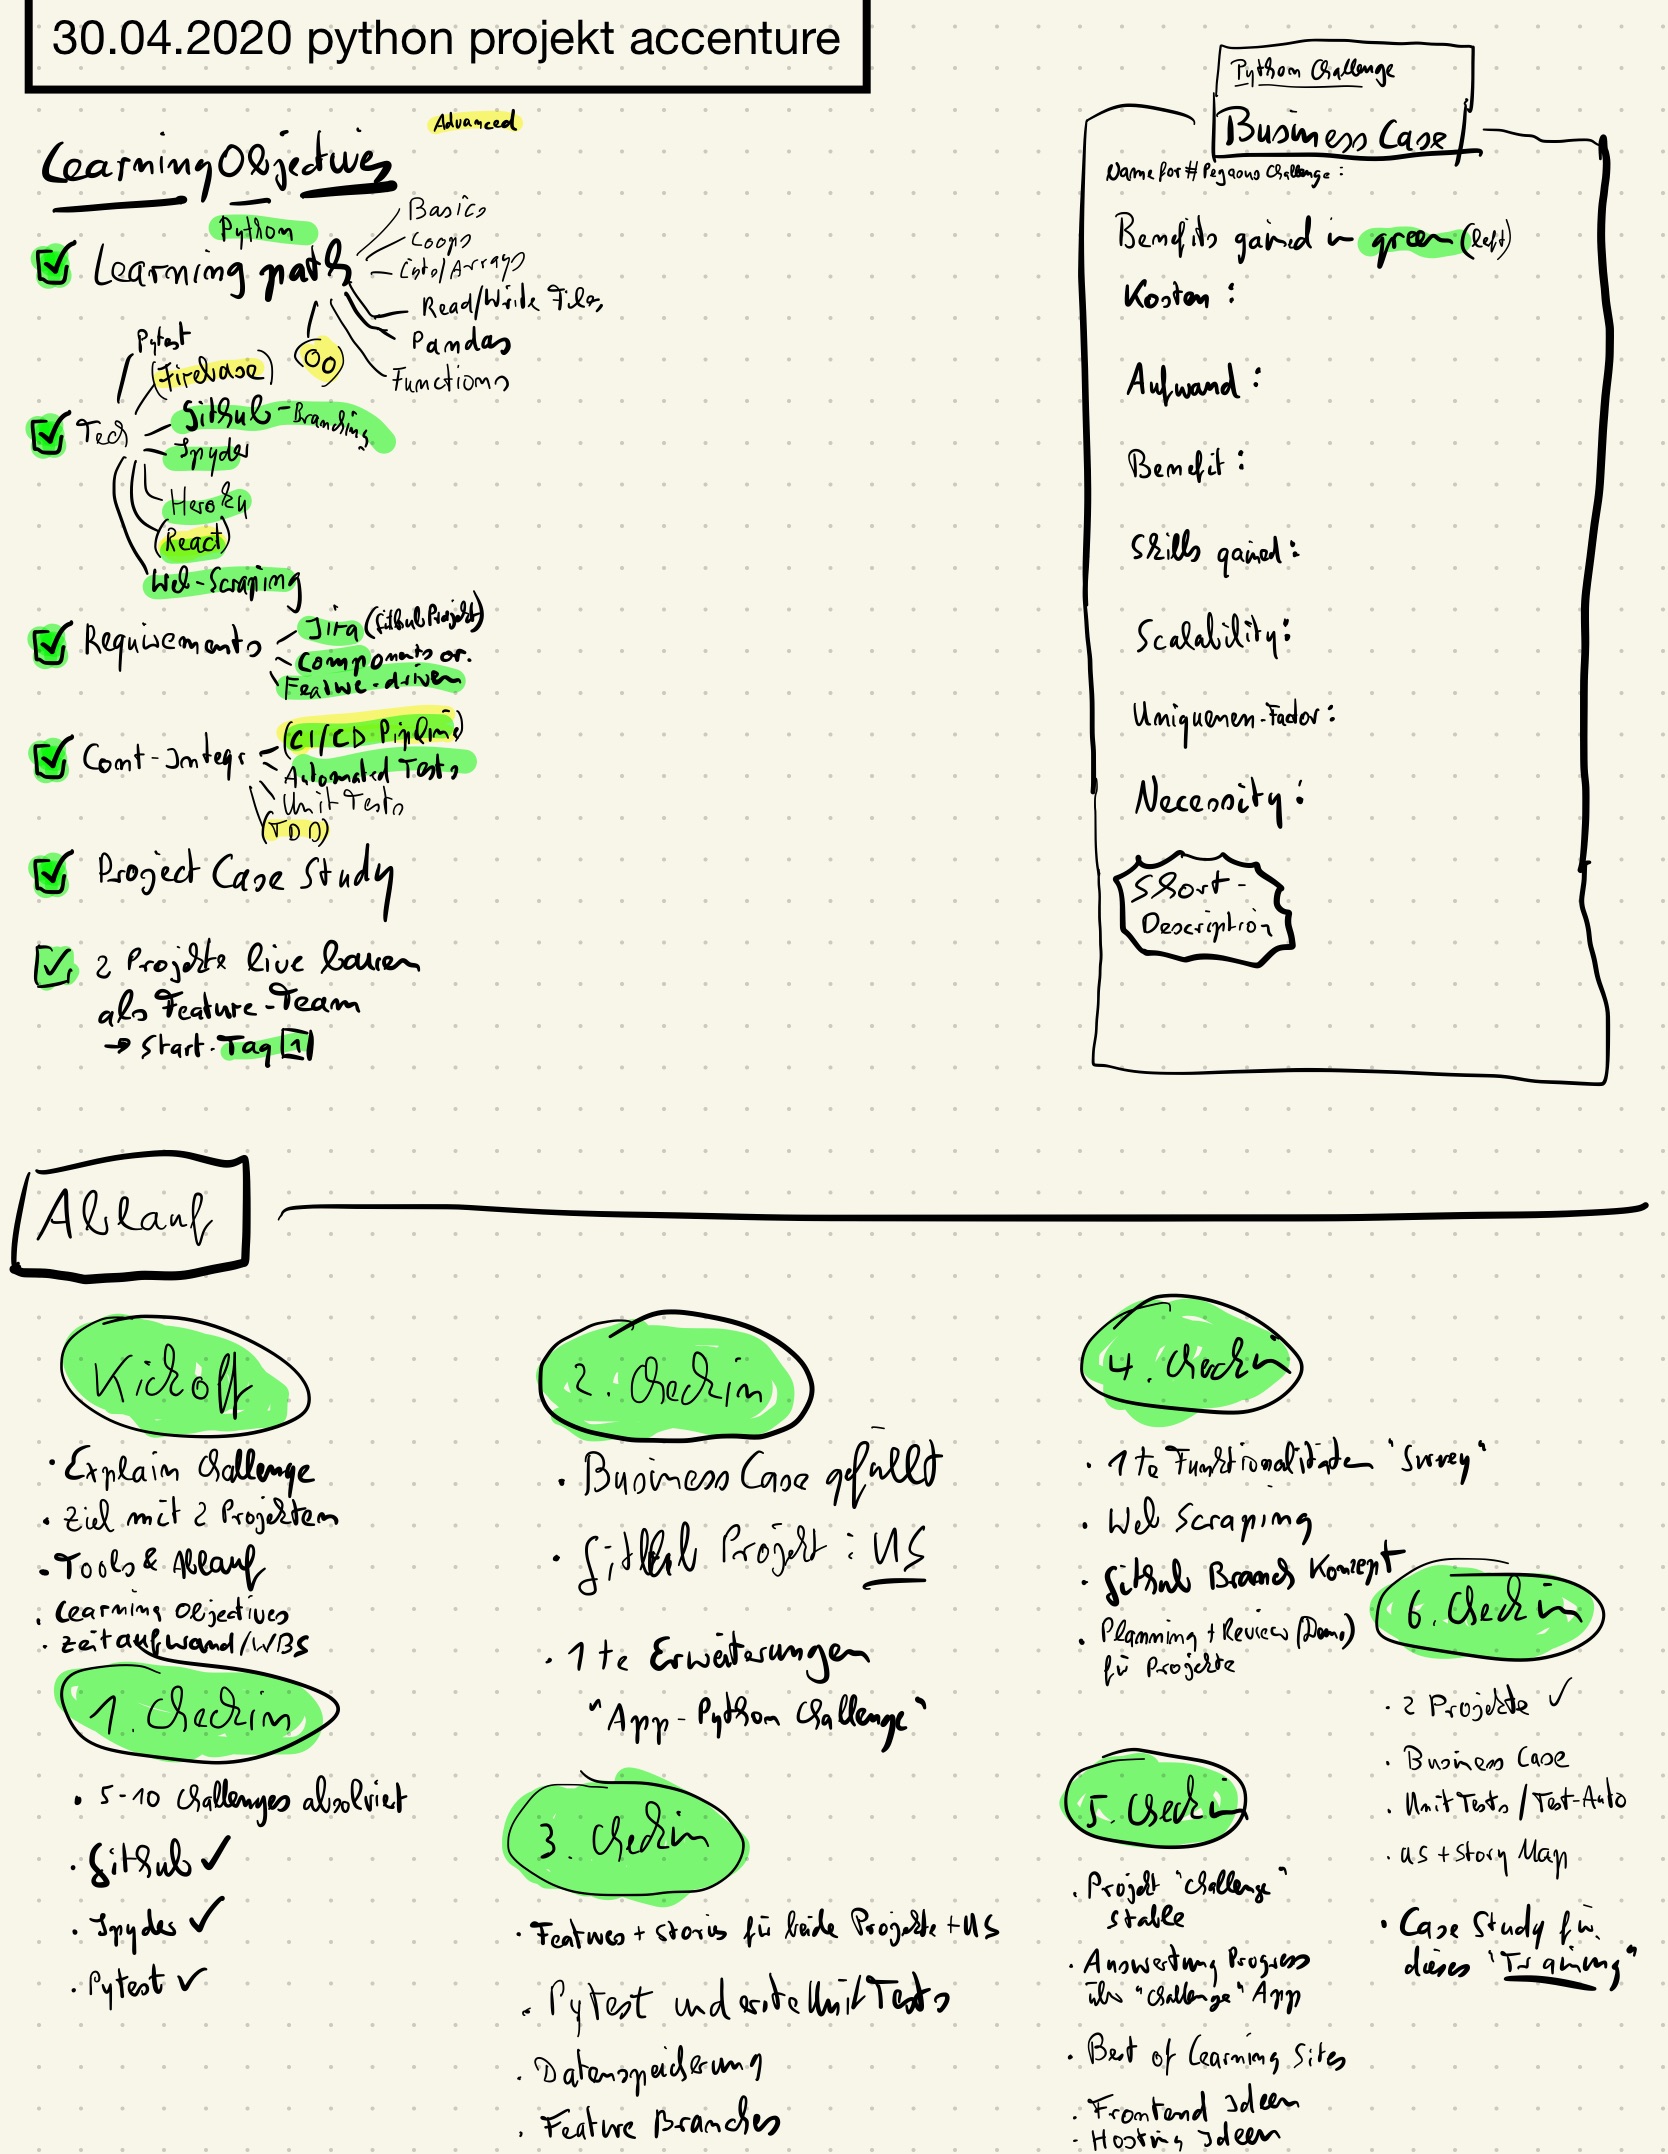 30.04.2020 python projekt accenture
Advanced
Learning Objectives
Python
Learning path
Basics
Loops
Lists/Arrays
Read/Write Files
Pandas
Functions
(OO)
Tech
Pytest
(Firebase)
Github-Branching
Spyder
Heroku
(React)
Web-Scraping
Requirements
Jira (Github Projekt)
Components or.
Feature-driven
Cont-Integr
(CI/CD Pipline)
Automated Tests
Unit Tests
(TDD)
Project Case Study
2 Projekte live bauen
als Feature-Team
→ Start. Tag 1
Python Challenge
Business Case
Name for # Pegasus Challenge:
Benefits gained in green (left)
Kosten:
Aufwand:
Benefit:
Skills gained:
Scalability:
Uniquenen-Factor:
Necessity:
Short-
Description
Ablauf
Kickoff
• Explain Challenge
• Ziel mit 2 Projekten
• Tools & Ablauf
• Learning Objectives
• Zeitaufwand/WBS
1. Checkin
• 5-10 Challenges absolviert
• Github ✓
• Spyder ✓
• Pytest ✓
2. Checkin
• Business Case gefüllt
• Github Projekt: US
• 1te Erweiterungen
"App-Python Challenge"
3. Checkin
• Features + Stories für beide Projekte + US
• Pytest und erste Unit Tests
• Datenspeicherung
• Feature Branches
4. Checkin
• 1te Funktionalitäten "Survey"
• Web Scraping
• Github Branch Konzept
• Planning + Review (Demo)
für Projekte
5. Checkin
• Projekt "Challenge"
stable
• Auswertung Progress
über "Challenge" App
• Best of Learning Sites
• Frontend Ideen
• Hosting Ideen
6. Checkin
• 2 Projekte ✓
• Business Case
• Unit Tests / Test-Auto
• US + Story Map
• Case Study für
dieses "Training"